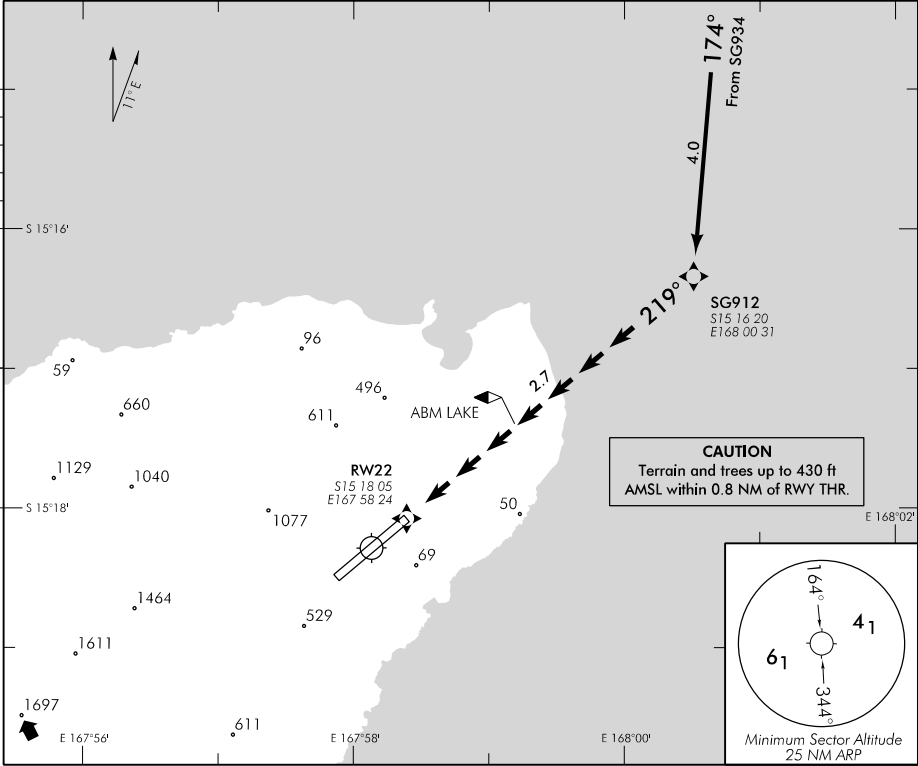 174°
From SG934
11° E
4.0
S 15°16'
219°
SG912
S15 16 20
E168 00 31
96
59
2.7
496
660
ABM LAKE
611
CAUTION
Terrain and trees up to 430 ft
AMSL within 0.8 NM of RWY THR.
1129
1040
RW22
S15 18 05
E167 58 24
S 15°18'
50
1077
E 168°02'
69
164°
1464
529
41
1611
61
344°
1697
611
E 167°56'
E 167°58'
E 168°00'
Minimum Sector Altitude
25 NM ARP